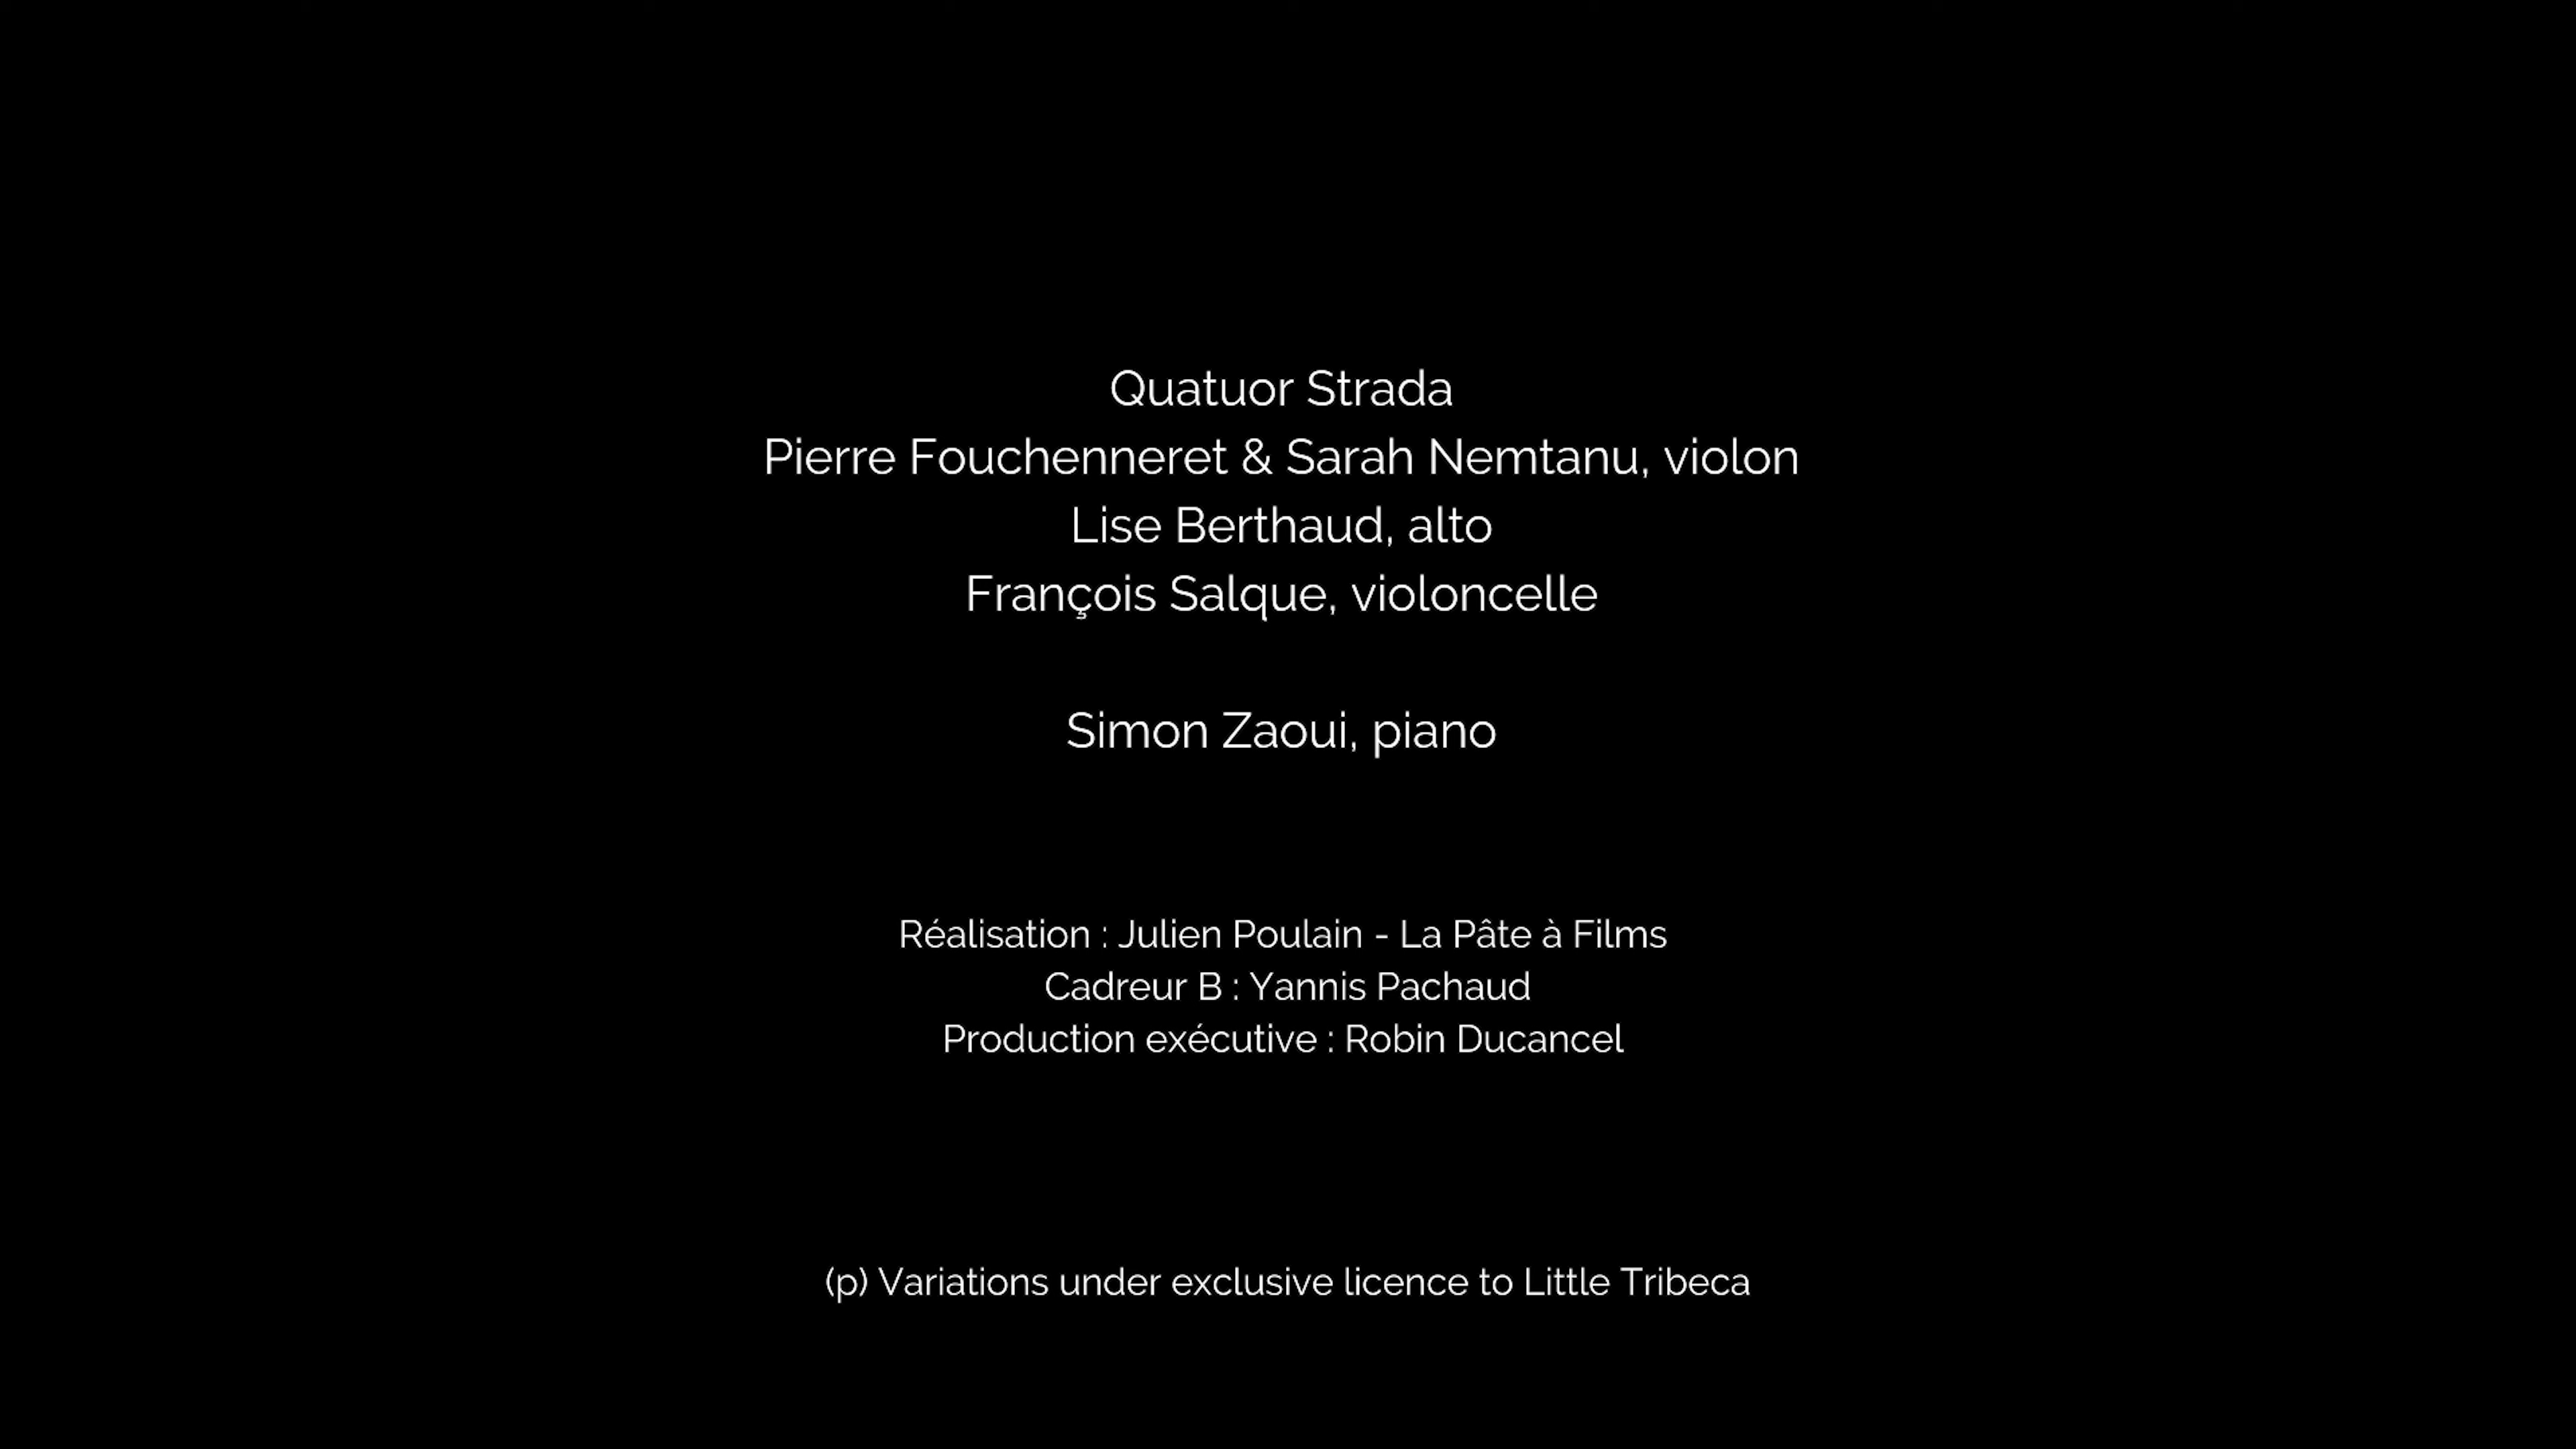 Quatuor Strada
Pierre Fouchenneret & Sarah Nemtanu, violon
Lise Berthaud, alto
François Salque, violoncelle
Simon Zaoui, piano
Réalisation : Julien Poulain - La Pâte à Films
Cadreur B : Yannis Pachaud
Production exécutive : Robin Ducancel
(p) Variations under exclusive licence to Little Tribeca